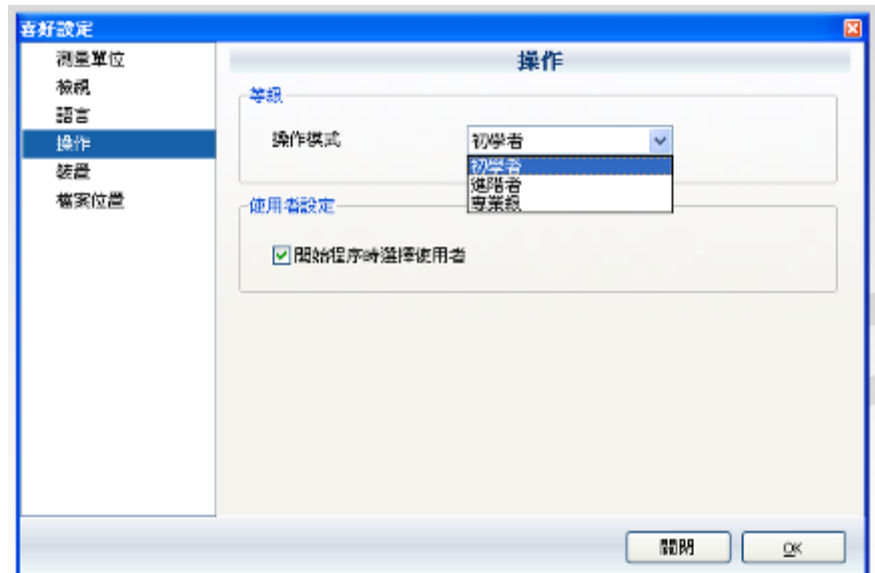 喜好設定
測量單位
檢視
語言
操作
裝置
檔案位置
操作
等級
操作模式
初學者
初學者
進階者
專業級
使用者設定
開始程序時選擇使用者
關閉
OK